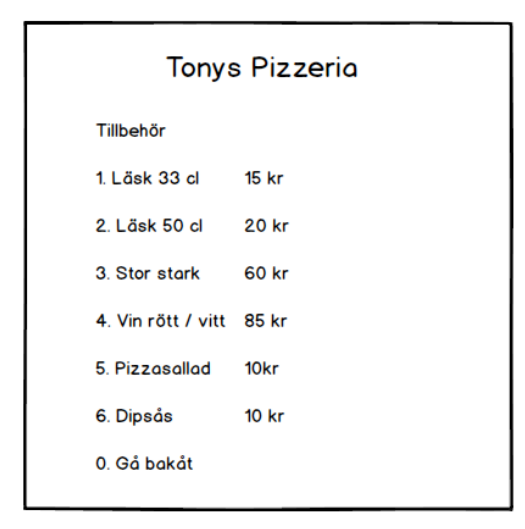 Tonys Pizzeria
Tillbehör
1. Läsk 33 cl 15 kr
2. Läsk 50 cl 20 kr
3. Stor stark 60 kr
4. Vin rött / vitt 85 kr
5. Pizzasallad 10kr
6. Dipsås 10 kr
0. Gå bakåt